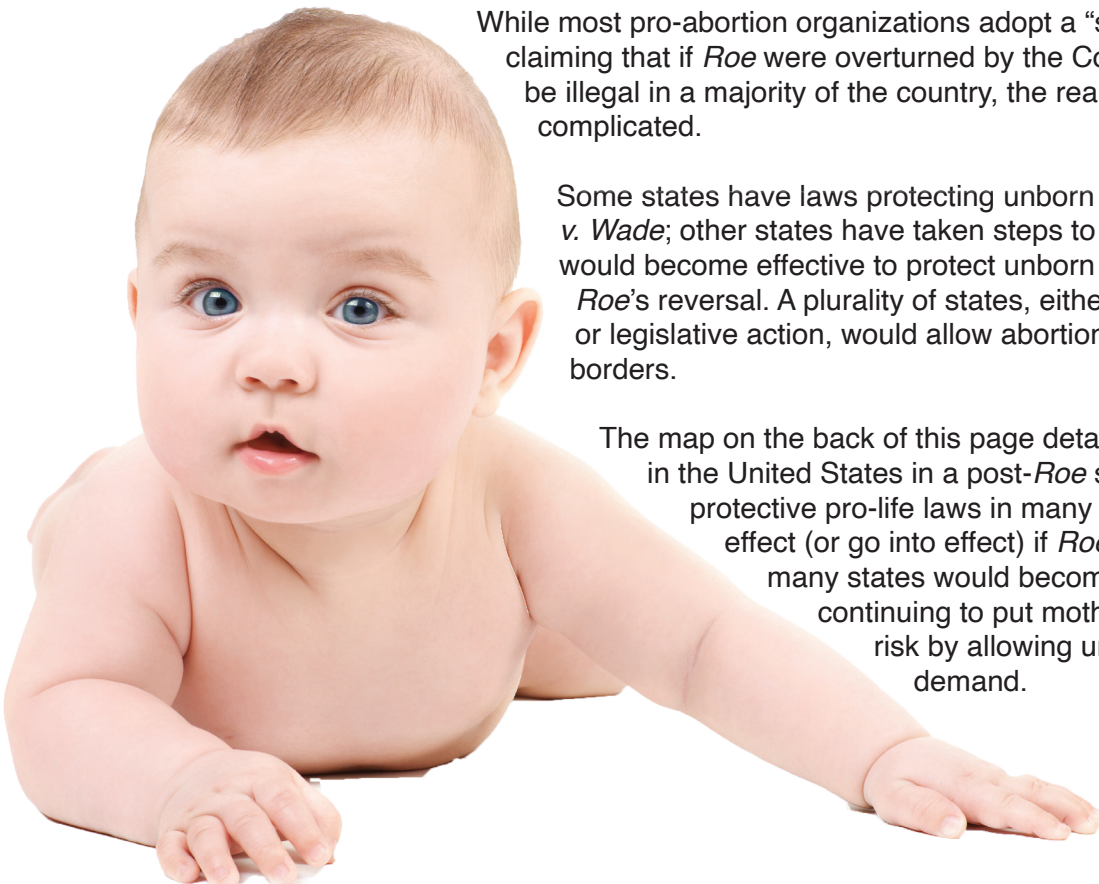 While most pro-abortion organizations adopt a “s
claiming that if Roe were overturned by the Co
be illegal in a majority of the country, the rea
complicated.
Some states have laws protecting unborn
v. Wade; other states have taken steps to
would become effective to protect unborn
Roe’s reversal. A plurality of states, eithe
or legislative action, would allow abortion
borders.
The map on the back of this page deta
in the United States in a post-Roe s
protective pro-life laws in many
effect (or go into effect) if Roe
many states would becom
continuing to put moth
risk by allowing un
demand.